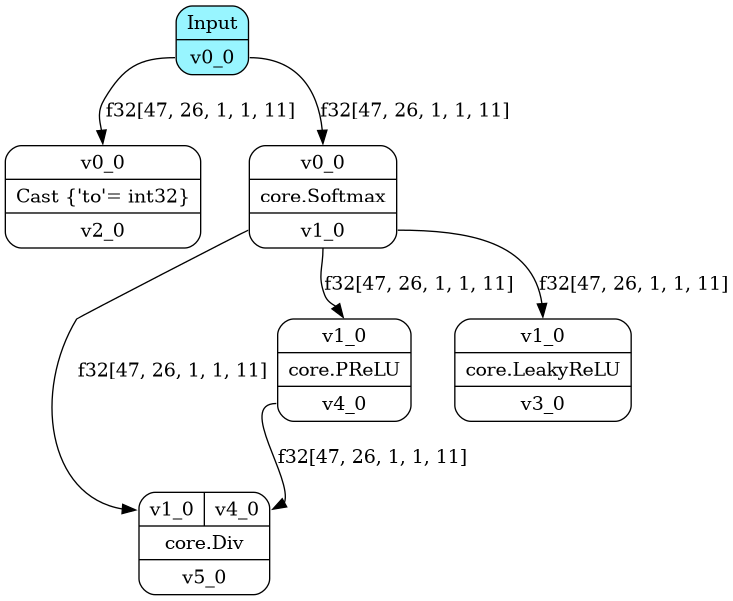 Input
v0_0
f32[47, 26, 1, 1, 11]
f32[47, 26, 1, 1, 11]
v0_0
Cast {'to'= int32}
v2_0
v0_0
core.Softmax
v1_0
f32[47, 26, 1, 1, 11]
f32[47, 26, 1, 1, 11]
f32[47, 26, 1, 1, 11]
v1_0
core.PReLU
v4_0
v1_0
core.LeakyReLU
v3_0
f32[47, 26, 1, 1, 11]
v1_0
v4_0
core.Div
v5_0